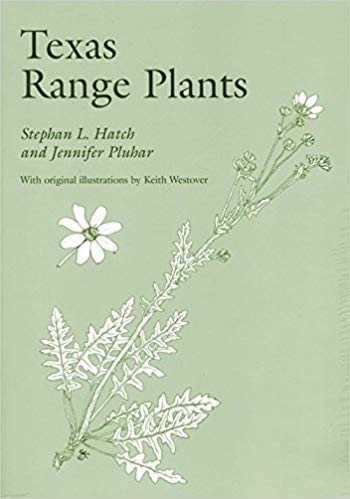 Texas
Range Plants
Stephan L. Hatch
and Jennifer Pluhar
With original illustrations by Keith Westover